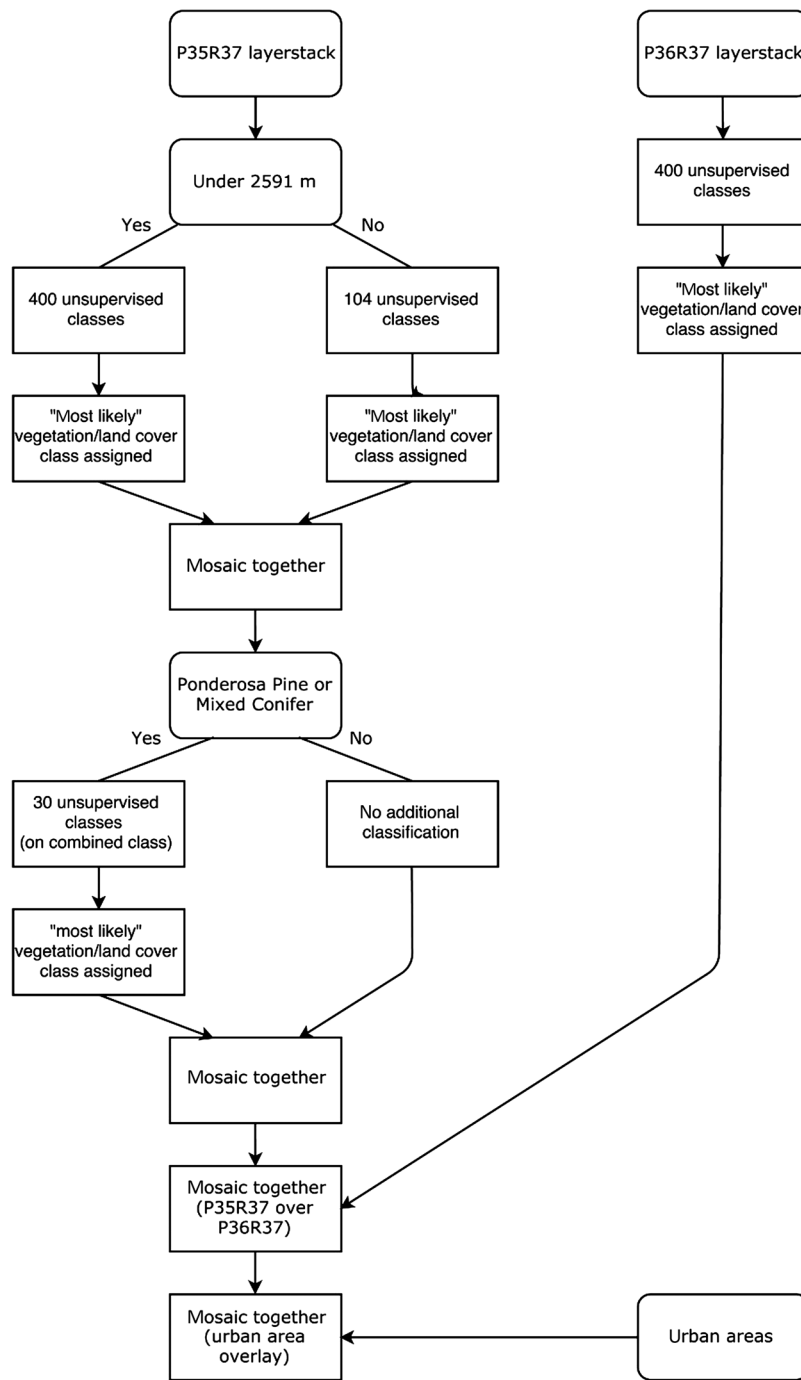 P35R37 layerstack
P36R37 layerstack
Under 2591 m
400 unsupervised
classes
Yes
No
400 unsupervised
classes
104 unsupervised
classes
"Most likely"
vegetation/land cover
class assigned
"Most likely"
vegetation/land cover
class assigned
"Most likely"
vegetation/land cover
class assigned
Mosaic together
Ponderosa Pine or
Mixed Conifer
Yes
No
30 unsupervised
classes
(on combined class)
No additional
classification
"most likely"
vegetation/land cover
class assigned
Mosaic together
Mosaic together
(P35R37 over
P36R37)
Mosaic together
(urban area
overlay)
Urban areas